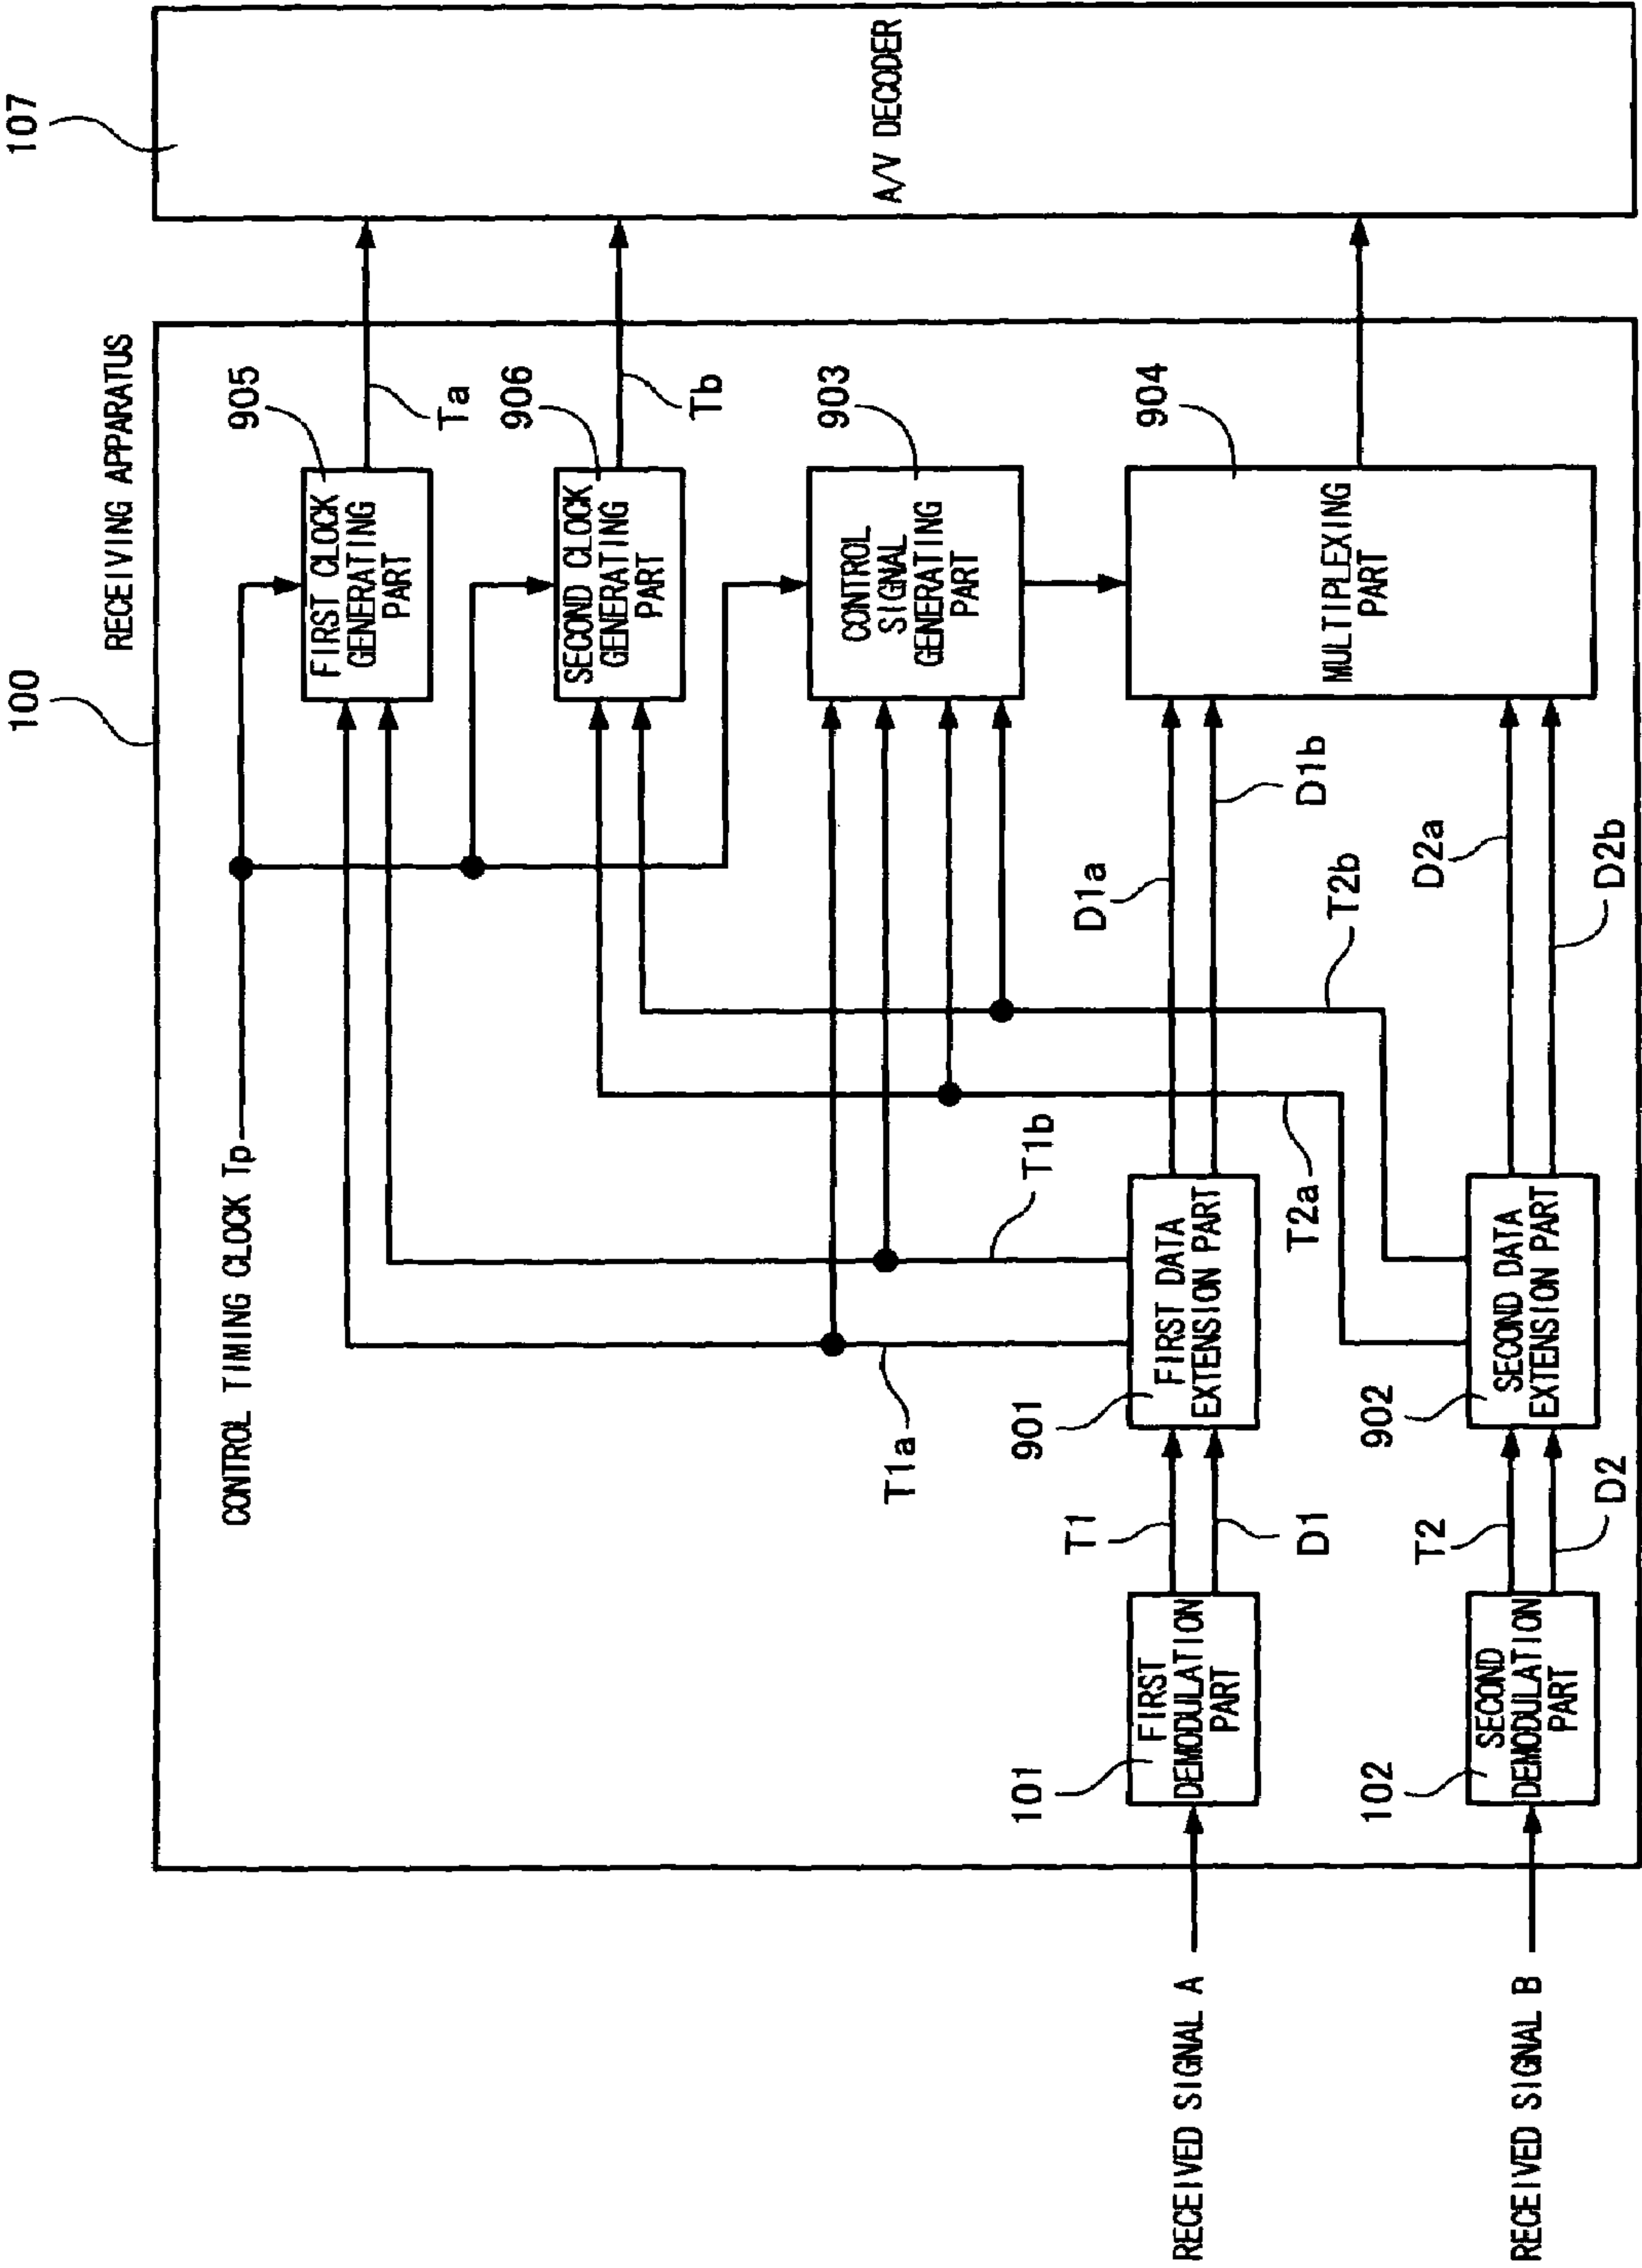 107
A/V DECODER
100
RECEIVING APPARATUS
CONTROL TIMING CLOCK Tp
905
FIRST CLOCK
GENERATING
PART
Ta
906
SECOND CLOCK
GENERATING
PART
Tb
903
CONTROL
SIGNAL
GENERATING
PART
904
MULTIPLEXING
PART
T1a
T1b
T2a
T2b
D1a
D1b
D2a
D2b
901
FIRST DATA
EXTENSION PART
902
SECOND DATA
EXTENSION PART
T1
D1
T2
D2
101
FIRST
DEMODULATION
PART
102
SECOND
DEMODULATION
PART
RECEIVED SIGNAL A
RECEIVED SIGNAL B